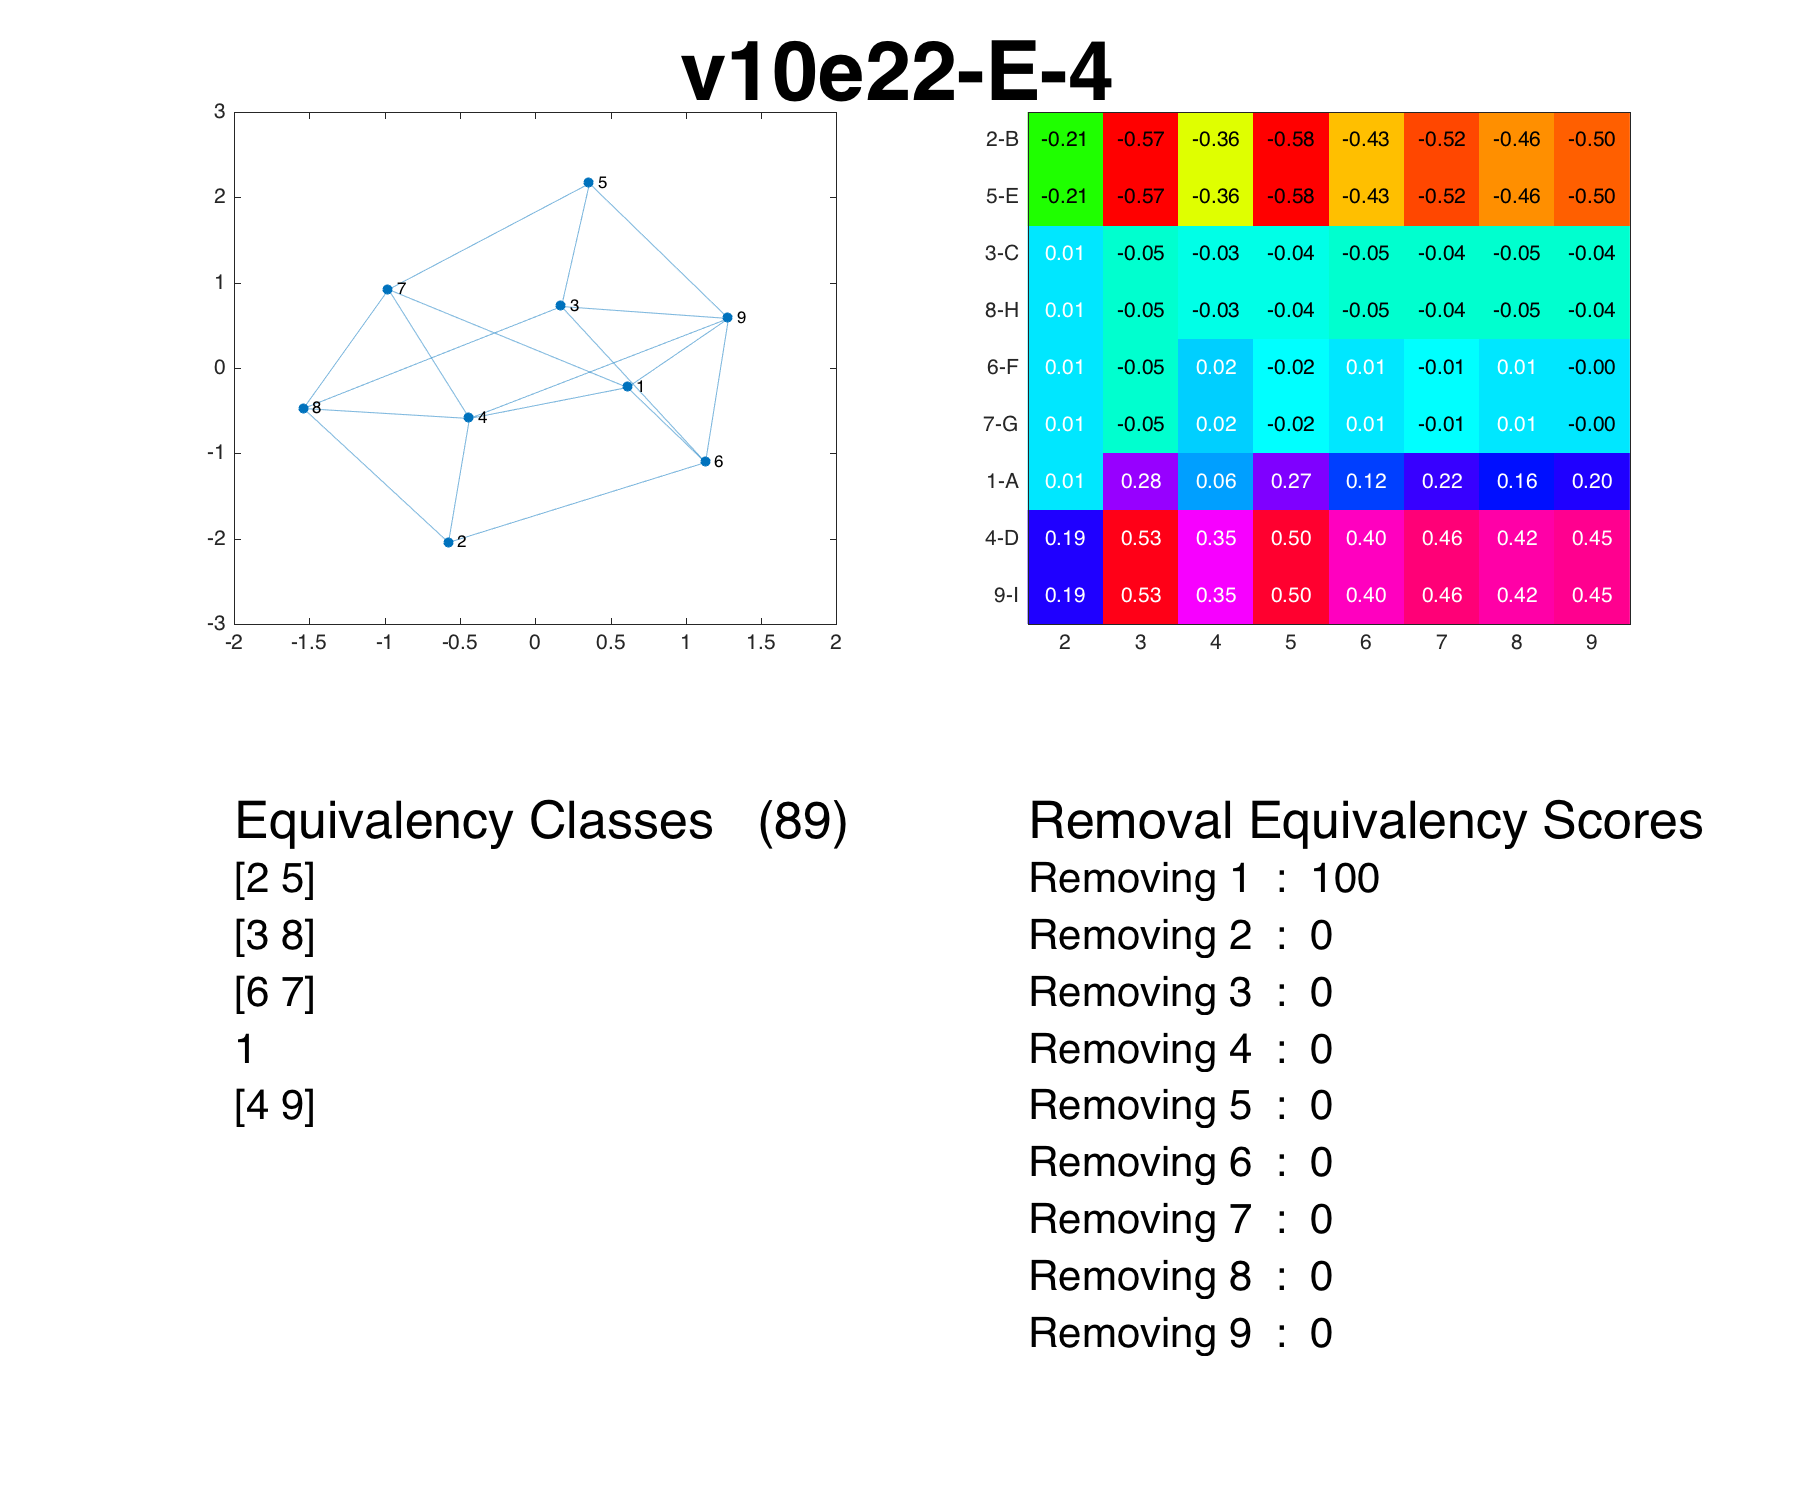 v10e22-E-4
3
2
1
0
-1
-2
-3
-2 -1.5 -1 -0.5 0 0.5 1 1.5 2
5
7
3
9
1
8
4
6
2
2-B -0.21 -0.57 -0.36 -0.58 -0.43 -0.52 -0.46 -0.50
5-E -0.21 -0.57 -0.36 -0.58 -0.43 -0.52 -0.46 -0.50
3-C 0.01 -0.05 -0.03 -0.04 -0.05 -0.04 -0.05 -0.04
8-H 0.01 -0.05 -0.03 -0.04 -0.05 -0.04 -0.05 -0.04
6-F 0.01 -0.05 0.02 -0.02 0.01 -0.01 0.01 -0.00
7-G 0.01 -0.05 0.02 -0.02 0.01 -0.01 0.01 -0.00
1-A 0.01 0.28 0.06 0.27 0.12 0.22 0.16 0.20
4-D 0.19 0.53 0.35 0.50 0.40 0.46 0.42 0.45
9-I 0.19 0.53 0.35 0.50 0.40 0.46 0.42 0.45
2 3 4 5 6 7 8 9
Equivalency Classes (89)
[2 5]
[3 8]
[6 7]
1
[4 9]
Removal Equivalency Scores
Removing 1 : 100
Removing 2 : 0
Removing 3 : 0
Removing 4 : 0
Removing 5 : 0
Removing 6 : 0
Removing 7 : 0
Removing 8 : 0
Removing 9 : 0